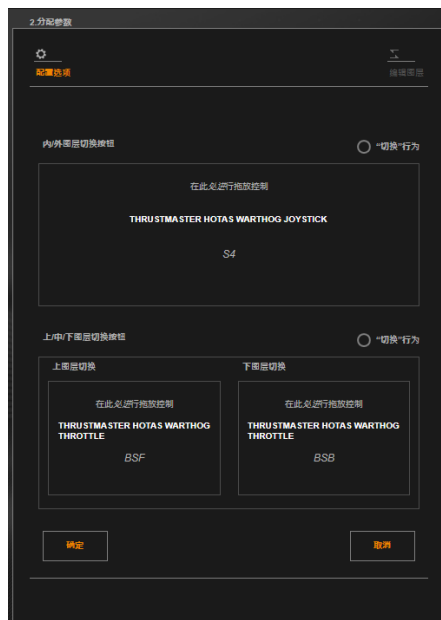 2.分配参数
配置选项
编辑图层
内/外图层切换按钮
"切换"行为
在此处进行拖放控制
THRUSTMASTER HOTAS WARTHOG JOYSTICK
S4
上/中/下图层切换按钮
"切换"行为
上图层切换
下图层切换
在此处进行拖放控制
THRUSTMASTER HOTAS WARTHOG
THROTTLE
BSF
在此处进行拖放控制
THRUSTMASTER HOTAS WARTHOG
THROTTLE
BSB
确定
取消